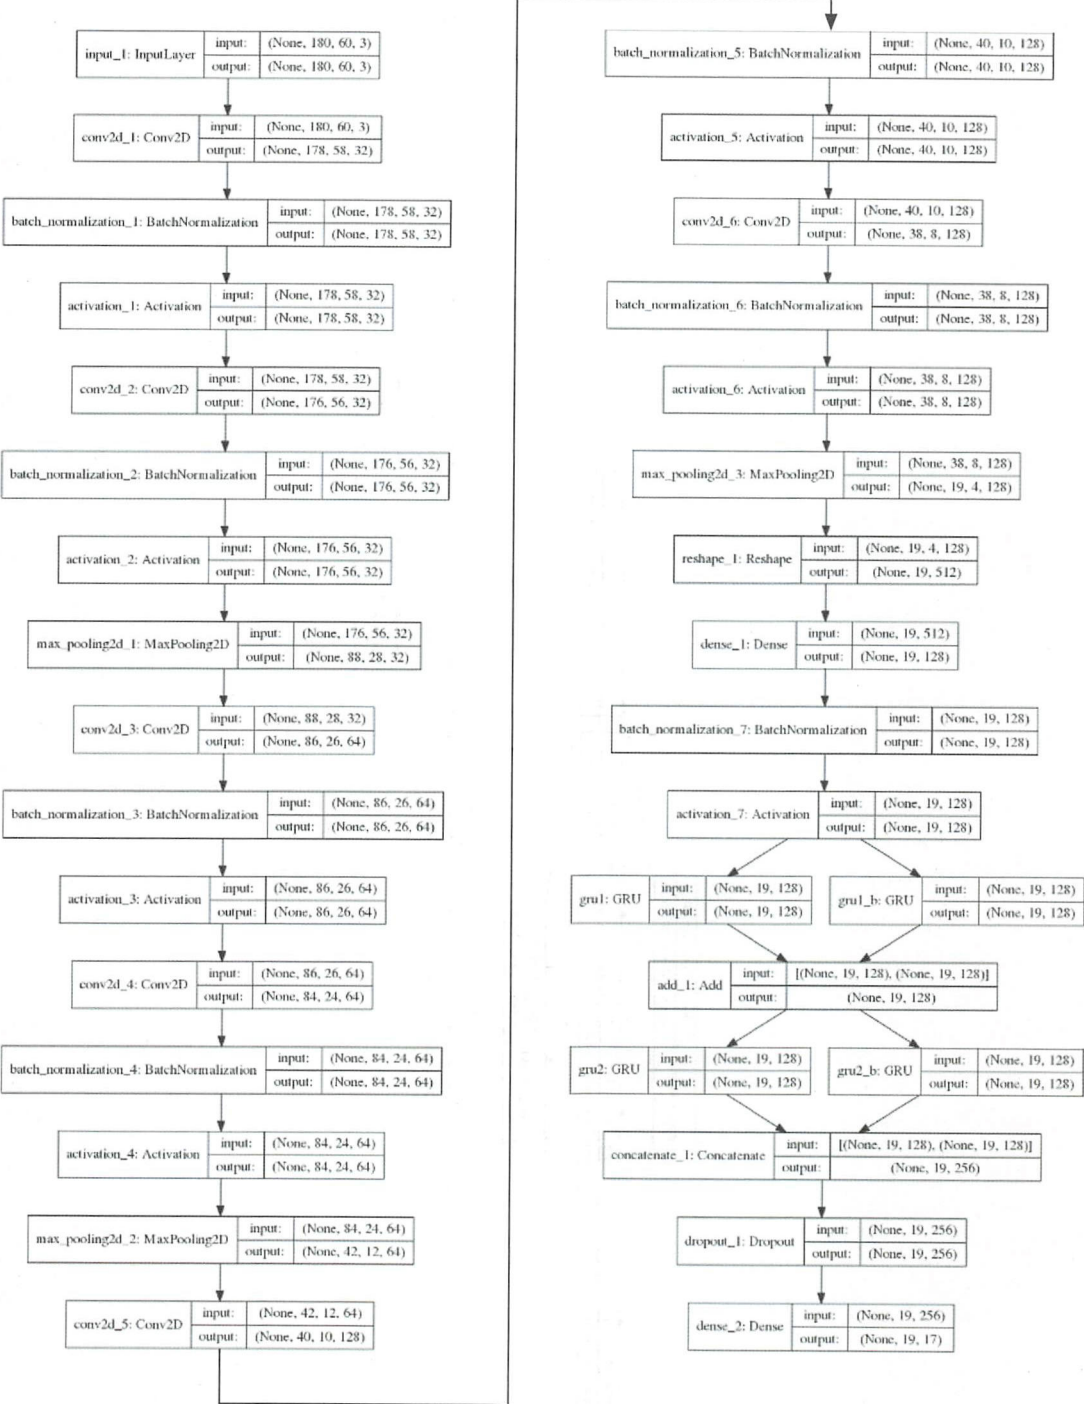 input_1: InputLayer
input: (None, 180, 60, 3)
output: (None, 180, 60, 3)
conv2d_1: Conv2D
input: (None, 180, 60, 3)
output: (None, 178, 58, 32)
batch_normalization_1: BatchNormalization
input: (None, 178, 58, 32)
output: (None, 178, 58, 32)
activation_1: Activation
input: (None, 178, 58, 32)
output: (None, 178, 58, 32)
conv2d_2: Conv2D
input: (None, 178, 58, 32)
output: (None, 176, 56, 32)
batch_normalization_2: BatchNormalization
input: (None, 176, 56, 32)
output: (None, 176, 56, 32)
activation_2: Activation
input: (None, 176, 56, 32)
output: (None, 176, 56, 32)
max_pooling2d_1: MaxPooling2D
input: (None, 176, 56, 32)
output: (None, 88, 28, 32)
conv2d_3: Conv2D
input: (None, 88, 28, 32)
output: (None, 86, 26, 64)
batch_normalization_3: BatchNormalization
input: (None, 86, 26, 64)
output: (None, 86, 26, 64)
activation_3: Activation
input: (None, 86, 26, 64)
output: (None, 86, 26, 64)
conv2d_4: Conv2D
input: (None, 86, 26, 64)
output: (None, 84, 24, 64)
batch_normalization_4: BatchNormalization
input: (None, 84, 24, 64)
output: (None, 84, 24, 64)
activation_4: Activation
input: (None, 84, 24, 64)
output: (None, 84, 24, 64)
max_pooling2d_2: MaxPooling2D
input: (None, 84, 24, 64)
output: (None, 42, 12, 64)
conv2d_5: Conv2D
input: (None, 42, 12, 64)
output: (None, 40, 10, 128)
batch_normalization_5: BatchNormalization
input: (None, 40, 10, 128)
output: (None, 40, 10, 128)
activation_5: Activation
input: (None, 40, 10, 128)
output: (None, 40, 10, 128)
conv2d_6: Conv2D
input: (None, 40, 10, 128)
output: (None, 38, 8, 128)
batch_normalization_6: BatchNormalization
input: (None, 38, 8, 128)
output: (None, 38, 8, 128)
activation_6: Activation
input: (None, 38, 8, 128)
output: (None, 38, 8, 128)
max_pooling2d_3: MaxPooling2D
input: (None, 38, 8, 128)
output: (None, 19, 4, 128)
reshape_1: Reshape
input: (None, 19, 4, 128)
output: (None, 19, 512)
dense_1: Dense
input: (None, 19, 512)
output: (None, 19, 128)
batch_normalization_7: BatchNormalization
input: (None, 19, 128)
output: (None, 19, 128)
activation_7: Activation
input: (None, 19, 128)
output: (None, 19, 128)
gru1: GRU
input: (None, 19, 128)
output: (None, 19, 128)
gru1_b: GRU
input: (None, 19, 128)
output: (None, 19, 128)
add_1: Add
input: [(None, 19, 128), (None, 19, 128)]
output: (None, 19, 128)
gru2: GRU
input: (None, 19, 128)
output: (None, 19, 128)
gru2_b: GRU
input: (None, 19, 128)
output: (None, 19, 128)
concatenate_1: Concatenate
input: [(None, 19, 128), (None, 19, 128)]
output: (None, 19, 256)
dropout_1: Dropout
input: (None, 19, 256)
output: (None, 19, 256)
dense_2: Dense
input: (None, 19, 256)
output: (None, 19, 17)